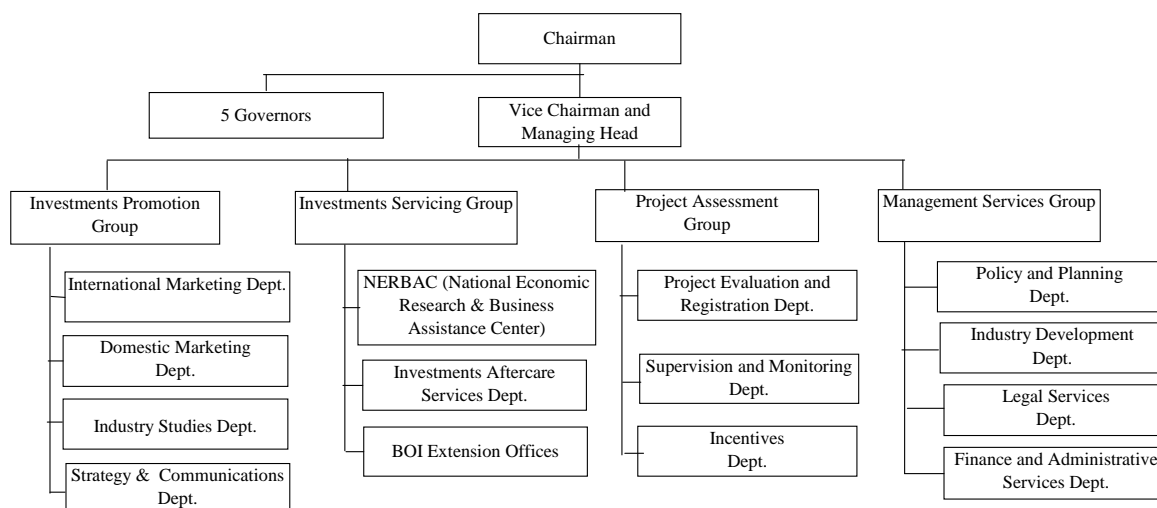 Chairman
5 Governors
Vice Chairman and
Managing Head
Investments Promotion
Group
Investments Servicing Group
Project Assessment
Group
Management Services Group
International Marketing Dept.
Domestic Marketing
Dept.
Industry Studies Dept.
Strategy & Communications
Dept.
NERBAC (National Economic
Research & Business
Assistance Center)
Investments Aftercare
Services Dept.
BOI Extension Offices
Project Evaluation and
Registration Dept.
Supervision and Monitoring
Dept.
Incentives
Dept.
Policy and Planning
Dept.
Industry Development
Dept.
Legal Services
Dept.
Finance and Administrative
Services Dept.